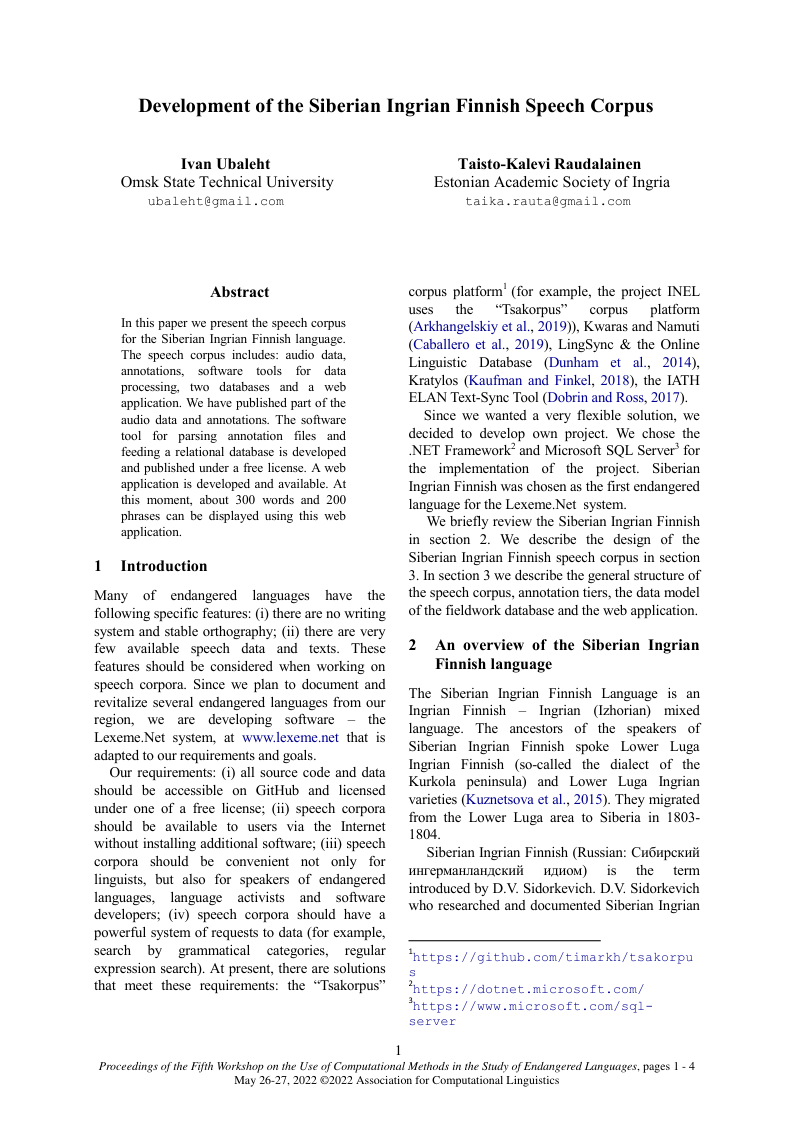 Development of the Siberian Ingrian Finnish Speech Corpus
Ivan Ubaleht
Omsk State Technical University
ubaleht@gmail.com
Taisto-Kalevi Raudalainen
Estonian Academic Society of Ingria
taika.rauta@gmail.com
Abstract
In this paper we present the speech corpus
for the Siberian Ingrian Finnish language.
The speech corpus includes: audio data,
annotations, software tools for data
processing, two databases and a web
application. We have published part of the
audio data and annotations. The software
tool for parsing annotation files and
feeding a relational database is developed
and published under a free license. A web
application is developed and available. At
this moment, about 300 words and 200
phrases can be displayed using this web
application.
1 Introduction
Many of endangered languages have the
following specific features: (i) there are no writing
system and stable orthography; (ii) there are very
few available speech data and texts. These
features should be considered when working on
speech corpora. Since we plan to document and
revitalize several endangered languages from our
region, we are developing software – the
Lexeme.Net system, at www.lexeme.net that is
adapted to our requirements and goals.
Our requirements: (i) all source code and data
should be accessible on GitHub and licensed
under one of a free license; (ii) speech corpora
should be available to users via the Internet
without installing additional software; (iii) speech
corpora should be convenient not only for
linguists, but also for speakers of endangered
languages, language activists and software
developers; (iv) speech corpora should have a
powerful system of requests to data (for example,
search by grammatical categories, regular
expression search). At present, there are solutions
that meet these requirements: the “Tsakorpus”
corpus platform1 (for example, the project INEL
uses the “Tsakorpus” corpus platform
(Arkhangelskiy et al., 2019)), Kwaras and Namuti
(Caballero et al., 2019), LingSync & the Online
Linguistic Database (Dunham et al., 2014),
Kratylos (Kaufman and Finkel, 2018), the IATH
ELAN Text-Sync Tool (Dobrin and Ross, 2017).
Since we wanted a very flexible solution, we
decided to develop own project. We chose the
.NET Framework2 and Microsoft SQL Server3 for
the implementation of the project. Siberian
Ingrian Finnish was chosen as the first endangered
language for the Lexeme.Net system.
We briefly review the Siberian Ingrian Finnish
in section 2. We describe the design of the
Siberian Ingrian Finnish speech corpus in section
3. In section 3 we describe the general structure of
the speech corpus, annotation tiers, the data model
of the fieldwork database and the web application.
2 An overview of the Siberian Ingrian
Finnish language
The Siberian Ingrian Finnish Language is an
Ingrian Finnish – Ingrian (Izhorian) mixed
language. The ancestors of the speakers of
Siberian Ingrian Finnish spoke Lower Luga
Ingrian Finnish (so-called the dialect of the
Kurkola peninsula) and Lower Luga Ingrian
varieties (Kuznetsova et al., 2015). They migrated
from the Lower Luga area to Siberia in 1803-
1804.
Siberian Ingrian Finnish (Russian: Сибирский
ингерманландский идиом) is the term
introduced by D.V. Sidorkevich. D.V. Sidorkevich
who researched and documented Siberian Ingrian
1https://github.com/timarkh/tsakorpu
s
2https://dotnet.microsoft.com/
3https://www.microsoft.com/sql-
server
1
Proceedings of the Fifth Workshop on the Use of Computational Methods in the Study of Endangered Languages, pages 1 - 4
May 26-27, 2022 ©2022 Association for Computational Linguistics